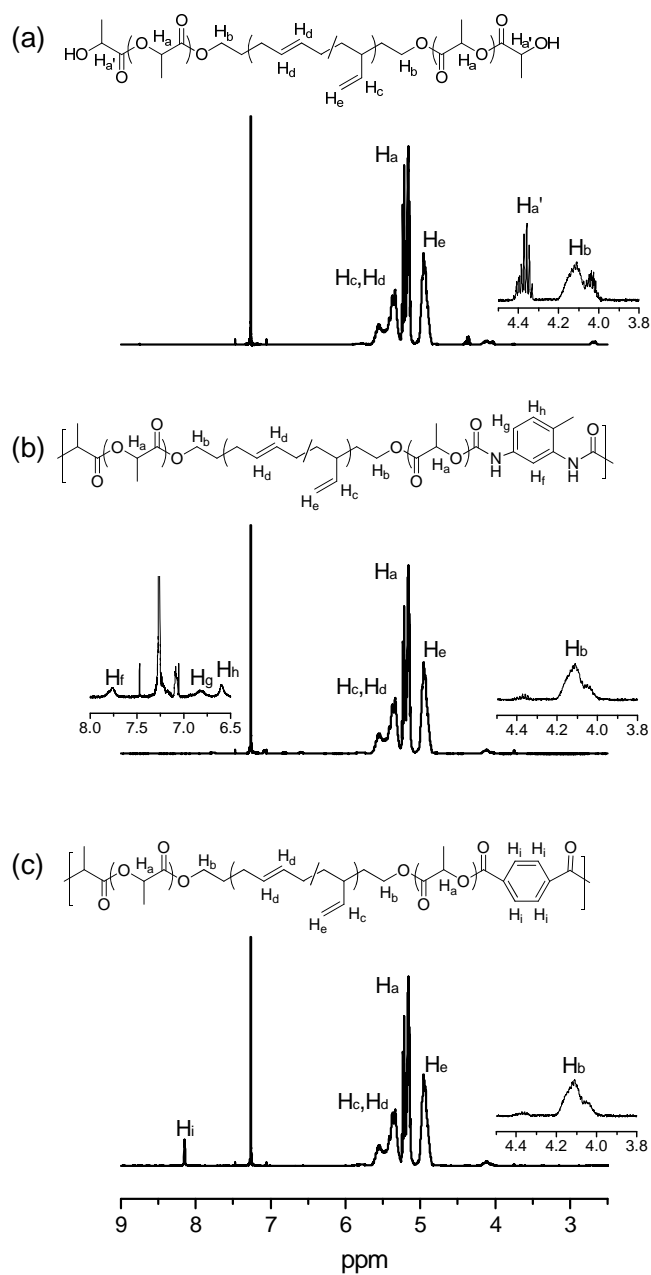 (a)
O Hb Hd O Ha' OH
HO Ha O O O
Ha' O Hd Hb O Ha O
He Hc
Ha
Ha'
He Hb
Hc,Hd
4.4 4.2 4.0 3.8
(b)
O Hb Hd O Hg Hh
Ha O O O O
O O Hd Hb O Ha N H N H
He Hc Hf
Ha
He
Hf Hg Hh Hc,Hd Hb
8.0 7.5 7.0 6.5 4.4 4.2 4.0 3.8
(c)
O Hb Hd O O Hi Hi O
Ha O O
O O Hd Hb O Ha O Hi Hi
He Hc
Ha
He Hb
Hc,Hd
Hi
4.4 4.2 4.0 3.8
9 8 7 6 5 4 3
ppm